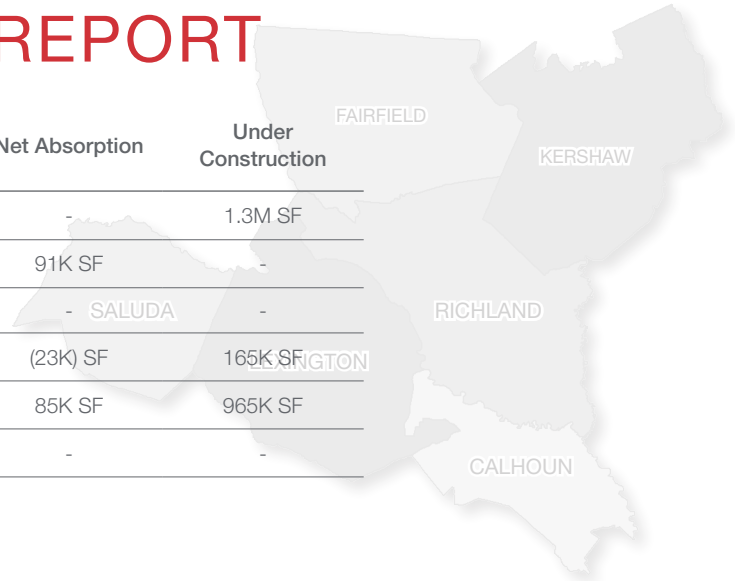 REPORT
Net Absorption Under Construction
- 1.3M SF
91K SF -
- -
(23K) SF 165K SF
85K SF 965K SF
- -
FAIRFIELD
KERSHAW
SALUDA
RICHLAND
LEXINGTON
CALHOUN